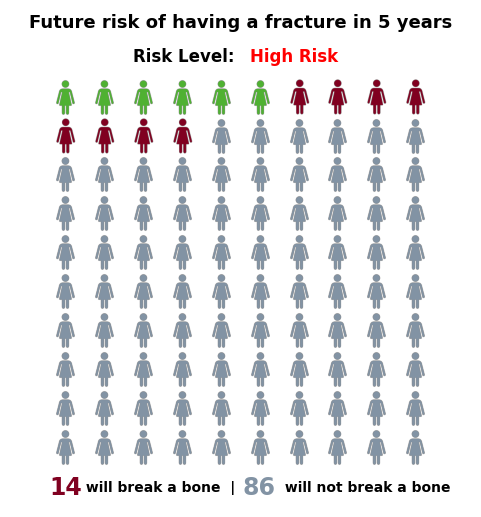 Future risk of having a fracture in 5 years
Risk Level: High Risk
14 will break a bone | 86 will not break a bone